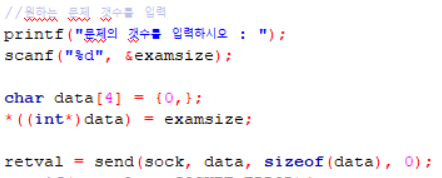 //원하는 문제 갯수를 입력
printf("문제의 갯수를 입력하시오 : ");
scanf("%d", &examsize);
char data[4] = {0,};
*((int*)data) = examsize;
retval = send(sock, data, sizeof(data), 0);